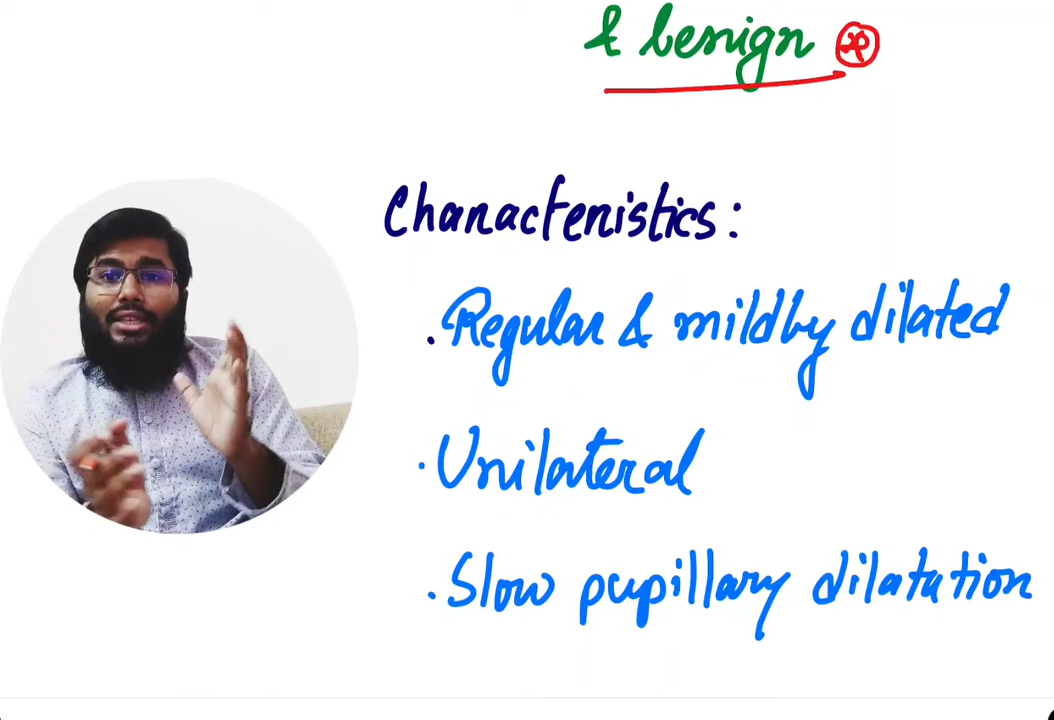 & benign
Characteristics:
. Regular & mildly dilated
. Unilateral
. Slow pupillary dilatation